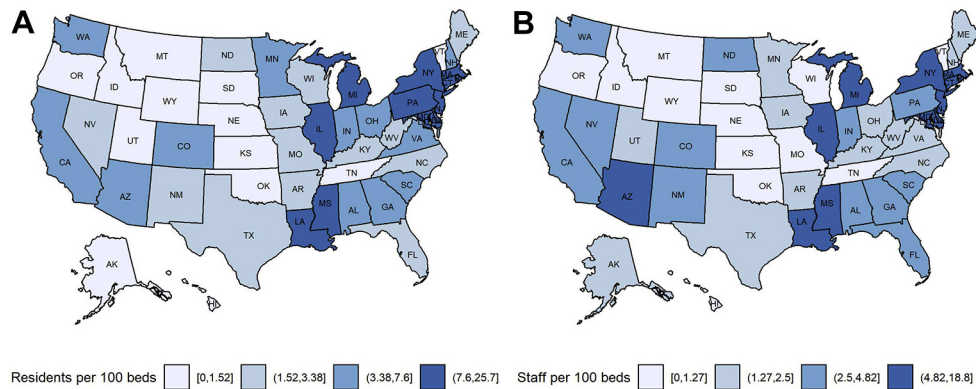 A
WA
MT
ND
MN
OR
ID
WY
SD
WI
MI
NY
VT
NH
ME
NV
UT
CO
NE
IA
IL
IN
OH
PA
CA
KS
MO
KY
WV
VA
NC
AZ
NM
OK
AR
TN
SC
TX
LA
MS
AL
GA
FL
AK
HI
Residents per 100 beds
[0,1.52]
(1.52,3.38]
(3.38,7.6]
(7.6,25.7]
B
WA
MT
ND
MN
OR
ID
WY
SD
WI
MI
NY
VT
NH
ME
NV
UT
CO
NE
IA
IL
IN
OH
PA
CA
KS
MO
KY
WV
VA
NC
AZ
NM
OK
AR
TN
SC
TX
LA
MS
AL
GA
FL
AK
HI
Staff per 100 beds
[0,1.27]
(1.27,2.5]
(2.5,4.82]
(4.82,18.8]